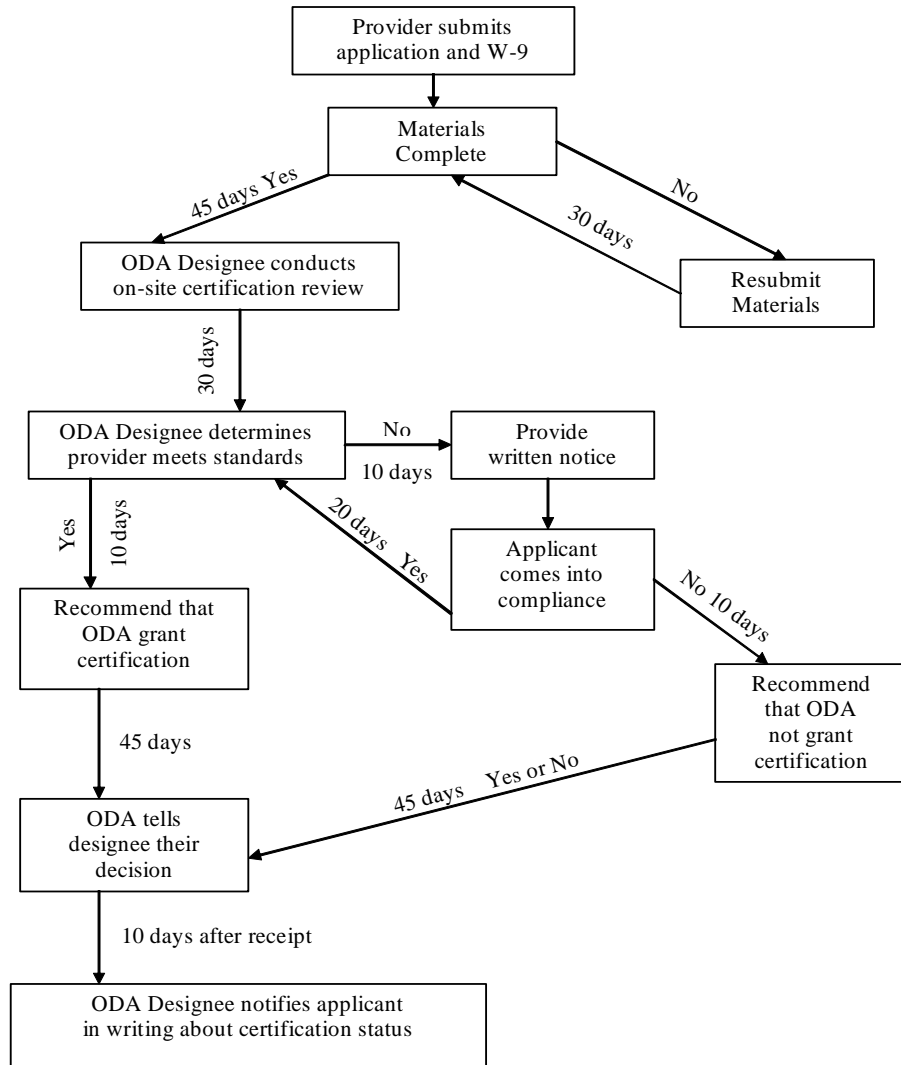 Provider submits
application and W-9
Materials
Complete
45 days Yes
No
30 days
ODA Designee conducts
on-site certification review
Resubmit
Materials
30 days
ODA Designee determines
provider meets standards
No
10 days
Provide
written notice
Yes
10 days
20 days Yes
Applicant
comes into
compliance
No 10 days
Recommend that
ODA grant
certification
Recommend
that ODA
not grant
certification
45 days
45 days Yes or No
ODA tells
designee their
decision
10 days after receipt
ODA Designee notifies applicant
in writing about certification status